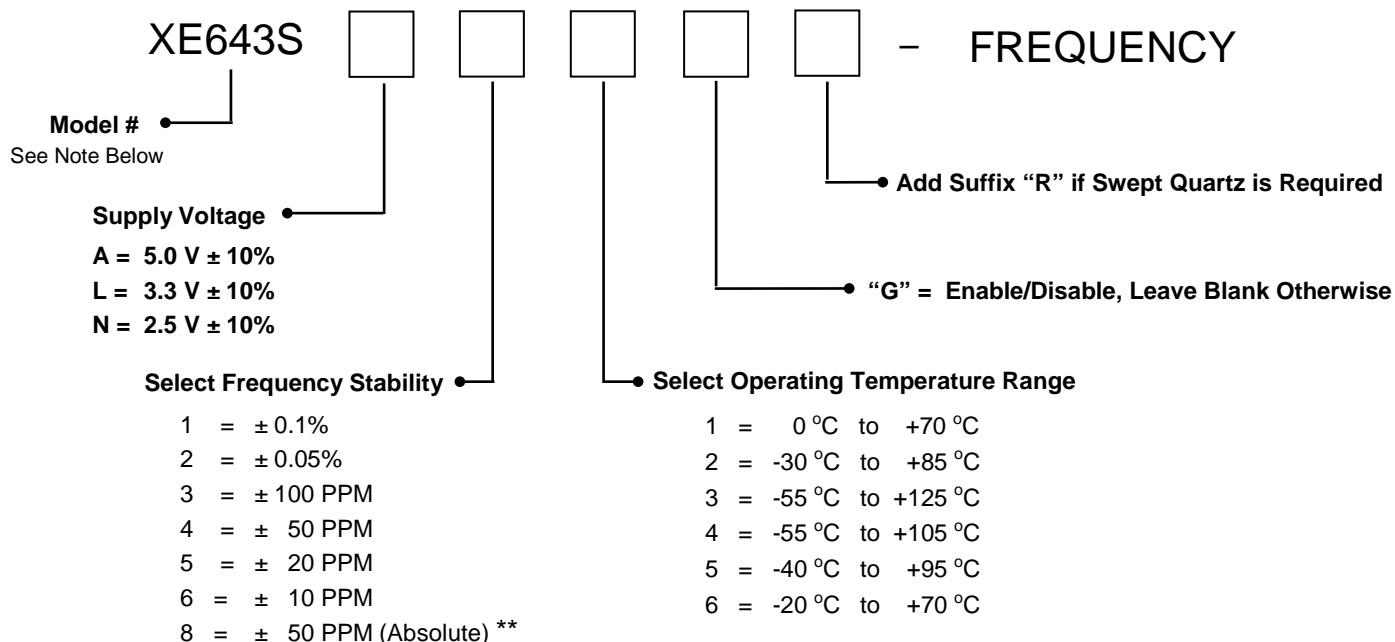 XE643S – FREQUENCY
Model #
See Note Below
Add Suffix “R” if Swept Quartz is Required
Supply Voltage
A = 5.0 V ± 10%
L = 3.3 V ± 10%
N = 2.5 V ± 10%
“G” = Enable/Disable, Leave Blank Otherwise
Select Frequency Stability
1 = ± 0.1%
2 = ± 0.05%
3 = ± 100 PPM
4 = ± 50 PPM
5 = ± 20 PPM
6 = ± 10 PPM
8 = ± 50 PPM (Absolute) **
Select Operating Temperature Range
1 = 0 °C to +70 °C
2 = -30 °C to +85 °C
3 = -55 °C to +125 °C
4 = -55 °C to +105 °C
5 = -40 °C to +95 °C
6 = -20 °C to +70 °C